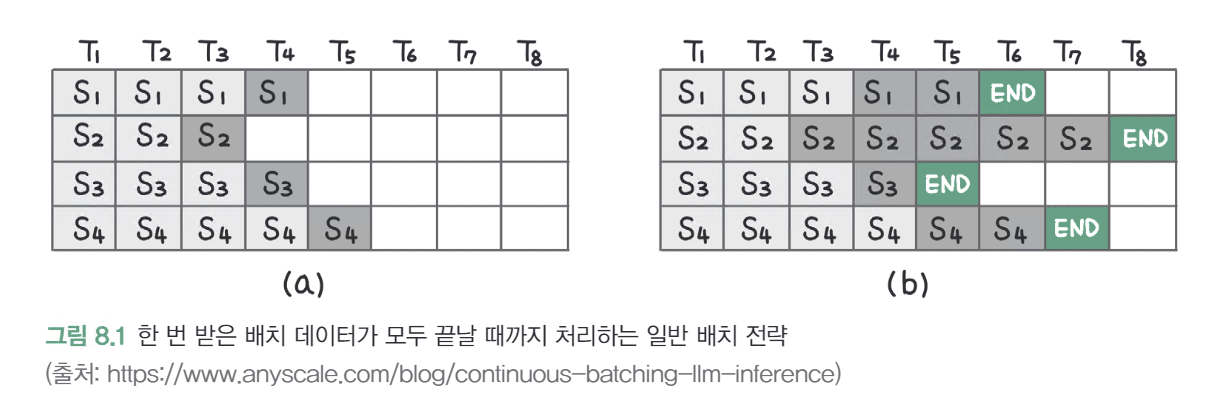 T1 T2 T3 T4 T5 T6 T7 T8
S1 S1 S1 S1
S2 S2 S2
S3 S3 S3 S3
S4 S4 S4 S4 S4
(a)
T1 T2 T3 T4 T5 T6 T7 T8
S1 S1 S1 S1 S1 END
S2 S2 S2 S2 S2 S2 S2 END
S3 S3 S3 S3 END
S4 S4 S4 S4 S4 S4 END
(b)
그림 8.1 한 번 받은 배치 데이터가 모두 끝날 때까지 처리하는 일반 배치 전략
(출처: https://www.anyscale.com/blog/continuous-batching-llm-inference)